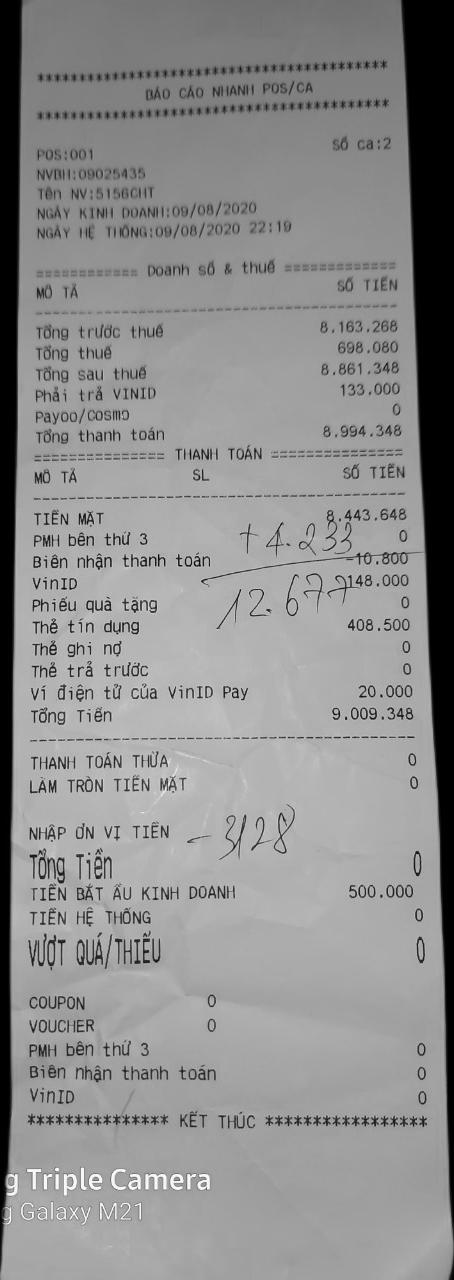 ******************************************
BÁO CÁO NHANH POS/CA
******************************************
Số ca:2
POS:001
NVBH:09025435
Tên NV:5156CHT
NGÀY KINH DOANH:09/08/2020
NGÀY HỆ THỐNG:09/08/2020 22:19
============ Doanh số & thuế =============
MÔ TẢ SỐ TIỀN
Tổng trước thuế 8.163.268
Tổng thuế 698.080
Tổng sau thuế 8.861.348
Phải trả VINID 133.000
Payoo/Cosmo 0
Tổng thanh toán 8.994.348
=============== THANH TOÁN ===============
MÔ TẢ SL SỐ TIỀN
TIỀN MẶT 8.443.648
PMH bên thứ 3 0
+ 4.233
Biên nhận thanh toán -10.800
VinID 148.000
12.677
Phiếu quà tặng 0
Thẻ tín dụng 408.500
Thẻ ghi nợ 0
Thẻ trả trước 0
Ví điện tử của VinID Pay 20.000
Tổng Tiền 9.009.348
THANH TOÁN THỪA 0
LÀM TRÒN TIỀN MẶT 0
NHẬP ƠN VỊ TIỀN
- 3128
Tổng Tiền 0
TIỀN BẮT ẦU KINH DOANH 500.000
TIỀN HỆ THỐNG 0
VƯỢT QUÁ/THIẾU 0
COUPON 0
VOUCHER 0
PMH bên thứ 3 0
Biên nhận thanh toán 0
VinID 0
*************** KẾT THÚC *****************
g Triple Camera
g Galaxy M21